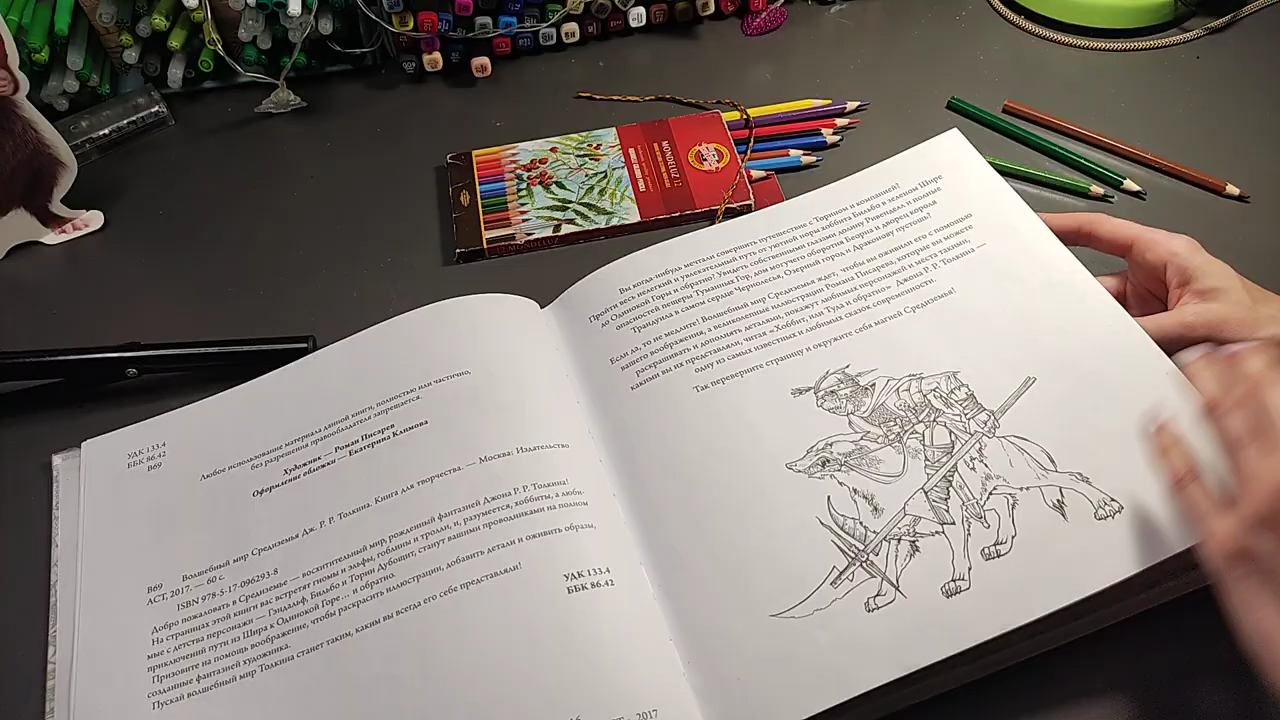 MONDELUZ 12
12 MONDELUZ
УДК 133.4
ББК 86.42
В69
Любое использование материала данной книги, полностью или частично,
без разрешения правообладателя запрещается.
Художник — Роман Писарев
Оформление обложки — Екатерина Климова
Волшебный мир Средиземья Дж. Р. Р. Толкина. Книга для творчества. — Москва: Издательство
В69
АСТ, 2017. — 60 с.
ISBN 978-5-17-096293-8
Добро пожаловать в Средиземье — восхитительный мир, рожденный фантазией Джона Р. Р. Толкина!
На страницах этой книги вас встретят гномы и эльфы, гоблины и тролли, и, разумеется, хоббиты, а люби-
мые с детства персонажи — Гэндальф, Бильбо и Торин Дубощит, станут вашими проводниками на полном
приключений пути из Шира к Одинокой Горе... и обратно.
Призовите на помощь воображение, чтобы раскрасить иллюстрации, добавить детали и оживить образы,
созданные фантазией художника.
Пускай волшебный мир Толкина станет таким, каким вы всегда его себе представляли!
УДК 133.4
ББК 86.42
2017
Вы когда-нибудь мечтали совершить путешествие с Торином и компанией?
Пройти весь нелегкий и увлекательный путь от уютной норы хоббита Бильбо в зеленом Шире
до Одинокой Горы и обратно? Увидеть собственными глазами долину Ривенделл и полные
опасностей пещеры Туманных Гор, дом могучего оборотня Беорна и дворец короля
Трандуила в самом сердце Чернолесья, Озерный город и Драконову пустошь?
Если да, то не медлите! Волшебный мир Средиземья ждет, чтобы вы оживили его с помощью
вашего воображения, а великолепные иллюстрации Романа Писарева, которые вы можете
раскрашивать и дополнять деталями, покажут любимых персонажей и места такими,
какими вы их представляли, читая «Хоббит, или Туда и обратно» Джона Р. Р. Толкина —
одну из самых известных и любимых сказок современности.
Так переверните страницу и окружите себя магией Средиземья!